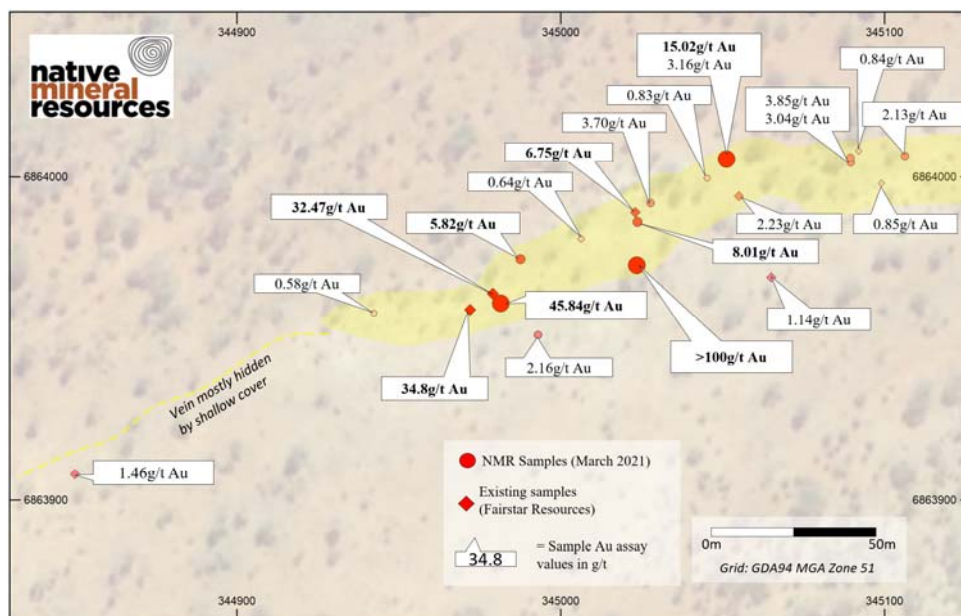 344900
345000
345100
native
mineral
resources
15.02g/t Au
3.16g/t Au
0.84g/t Au
0.83g/t Au
3.85g/t Au
3.04g/t Au
2.13g/t Au
3.70g/t Au
6.75g/t Au
6864000
6864000
0.64g/t Au
32.47g/t Au
5.82g/t Au
2.23g/t Au
0.85g/t Au
8.01g/t Au
0.58g/t Au
45.84g/t Au
1.14g/t Au
>100g/t Au
2.16g/t Au
34.8g/t Au
Vein mostly hidden
by shallow cover
1.46g/t Au
NMR Samples (March 2021)
Existing samples
(Fairstar Resources)
34.8
= Sample Au assay
values in g/t
6863900
6863900
0m
50m
Grid: GDA94 MGA Zone 51
344900
345000
345100